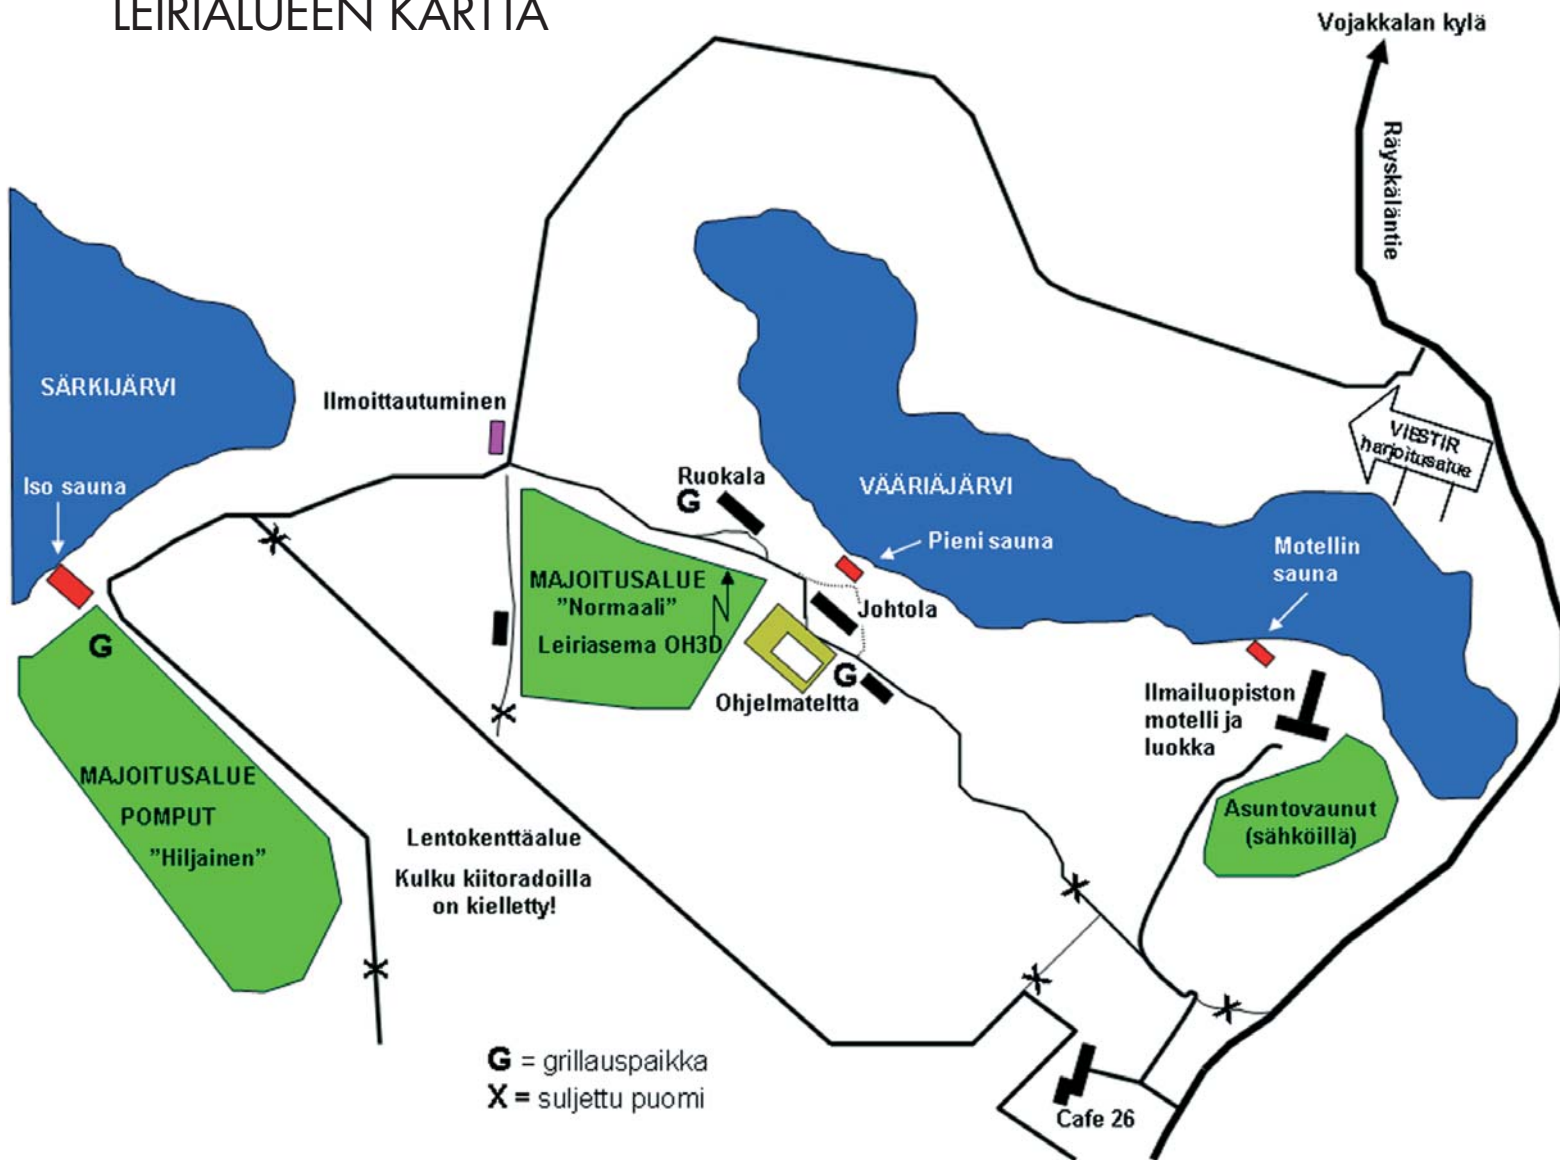 LEIRIALUEEN KARTTA
Vojakkalan kylä
Räyskäläntie
SÄRKIJÄRVI
Ilmoittautuminen
VIESTIR
harjoitusalue
Iso sauna
Ruokala
G
VÄÄRIÄJÄRVI
Pieni sauna
Motellin
sauna
MAJOITUSALUE
"Normaali"
Leiriasema OH3D
N
Johtola
G
G
Ohjelmateltta
Ilmailuopiston
motelli ja
luokka
MAJOITUSALUE
POMPUT
"Hiljainen"
Asuntovaunut
(sähköillä)
Lentokenttäalue
Kulku kiitoradoilla
on kielletty!
G = grillauspaikka
X = suljettu puomi
Cafe 26